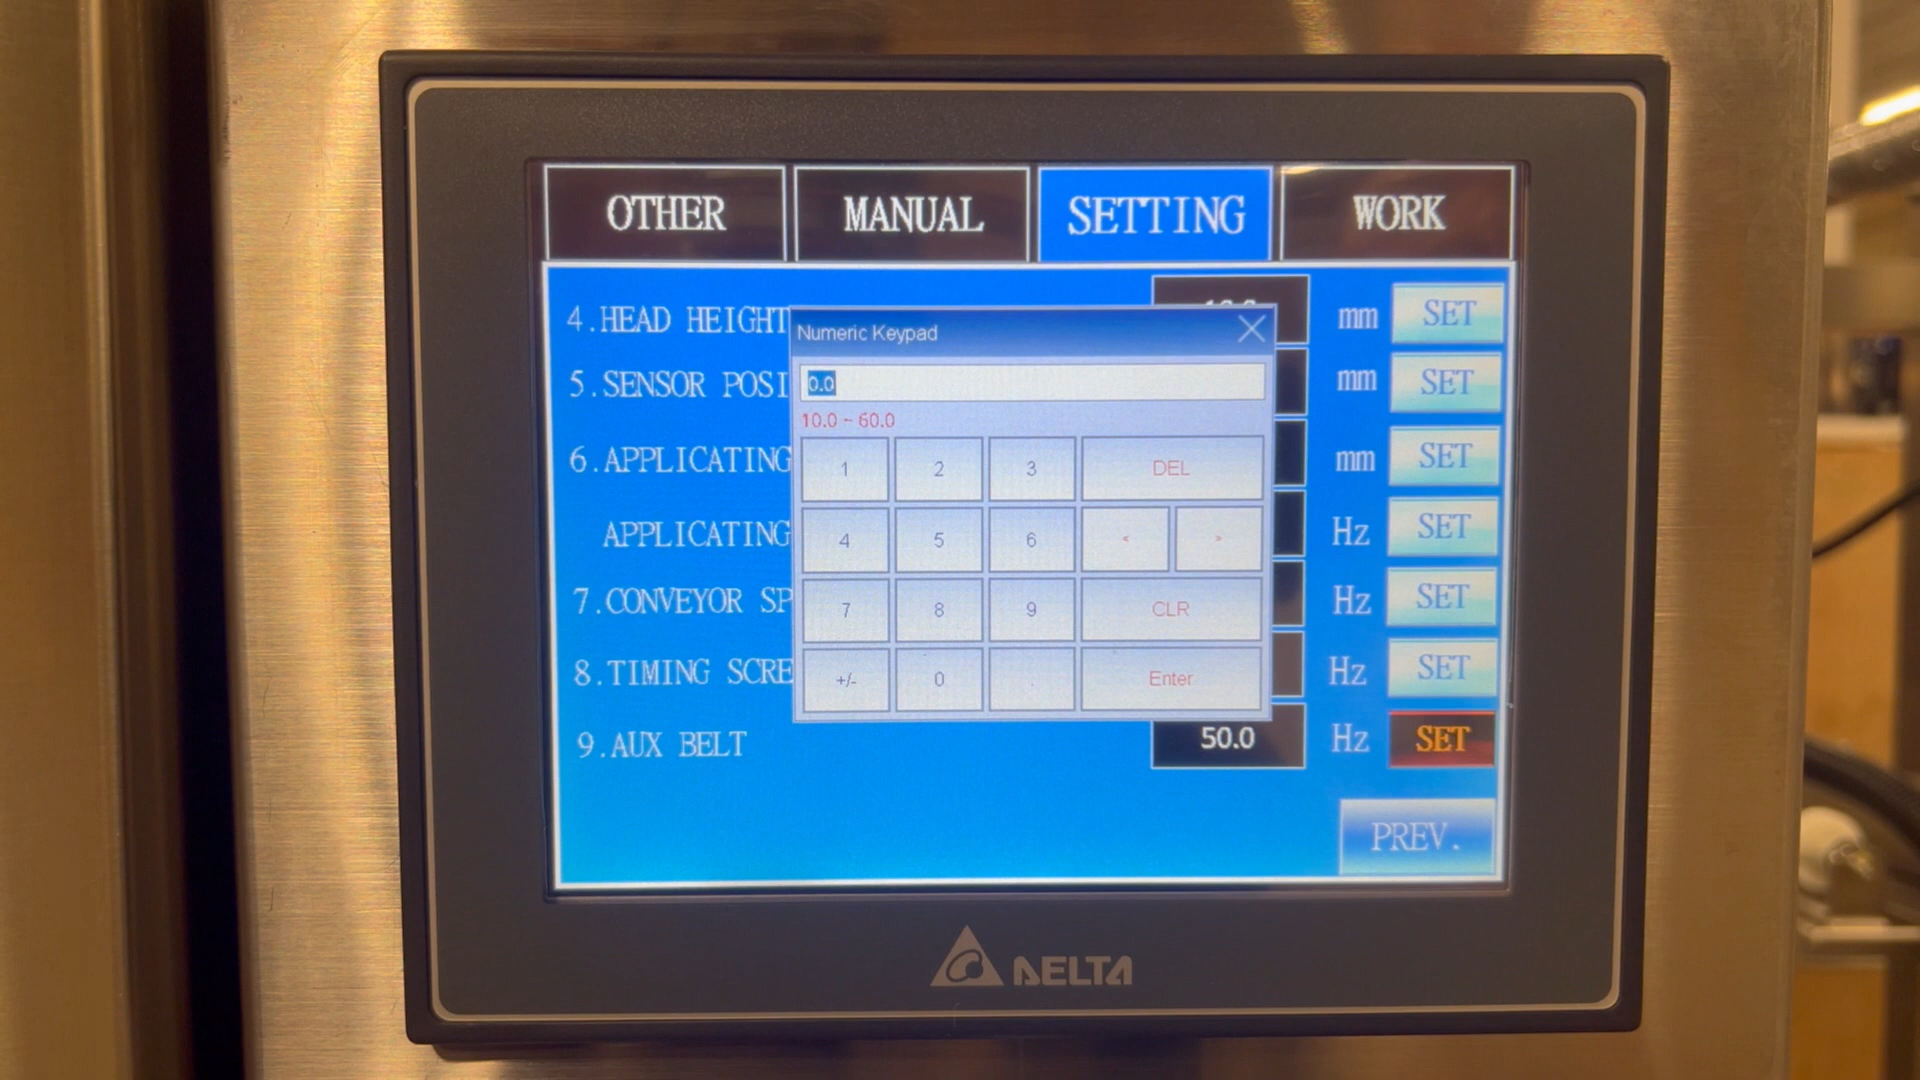 OTHER MANUAL SETTING WORK
4.HEAD HEIGHT mm SET
Numeric Keypad
0.0
5.SENSOR POSI mm SET
10.0 ~ 60.0
6.APPLICATING mm SET
1 2 3 DEL
APPLICATING Hz SET
4 5 6 < >
7.CONVEYOR SP Hz SET
7 8 9 CLR
8.TIMING SCRE Hz SET
+/- 0 . Enter
9.AUX BELT 50.0 Hz SET
PREV.
DELTA